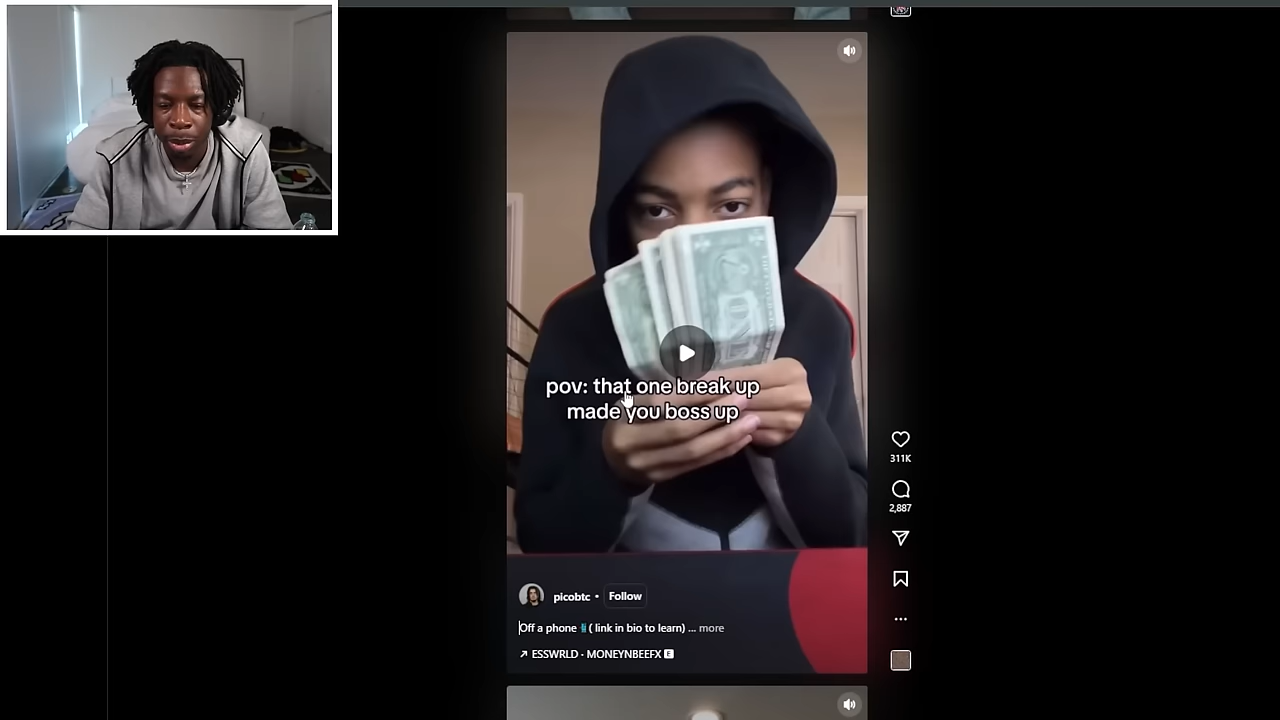 pov: that one break up
made you boss up
311K
2,887
picobtc • Follow
Off a phone 📱( link in bio to learn) ... more
↗ ESSWRLD · MONEYNBEEFX E